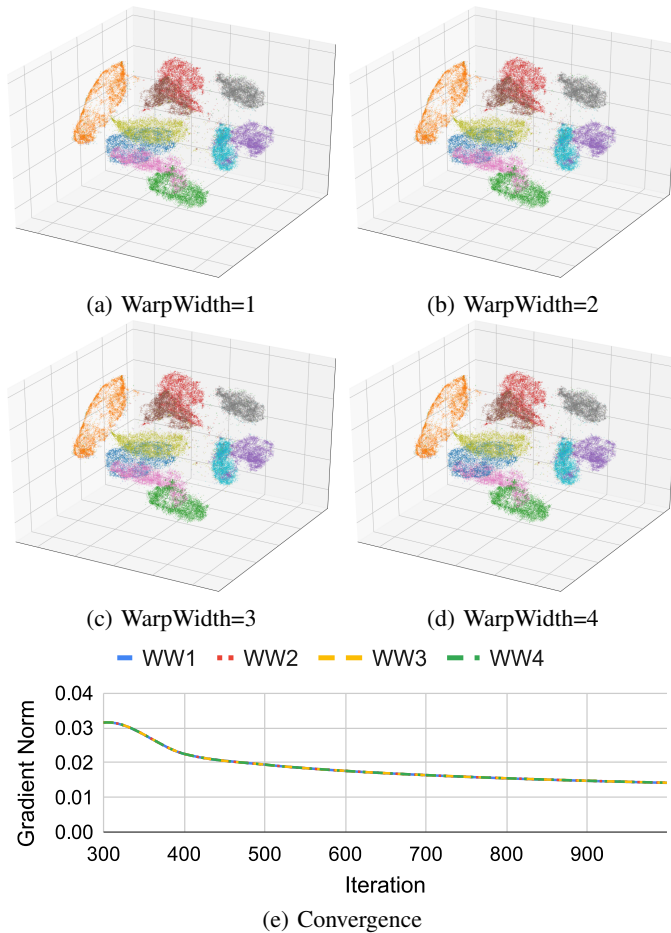 (a) WarpWidth=1
(b) WarpWidth=2
(c) WarpWidth=3
(d) WarpWidth=4
WW1 WW2 WW3 WW4
Gradient Norm
0.04
0.03
0.02
0.01
0.00
300 400 500 600 700 800 900
Iteration
(e) Convergence